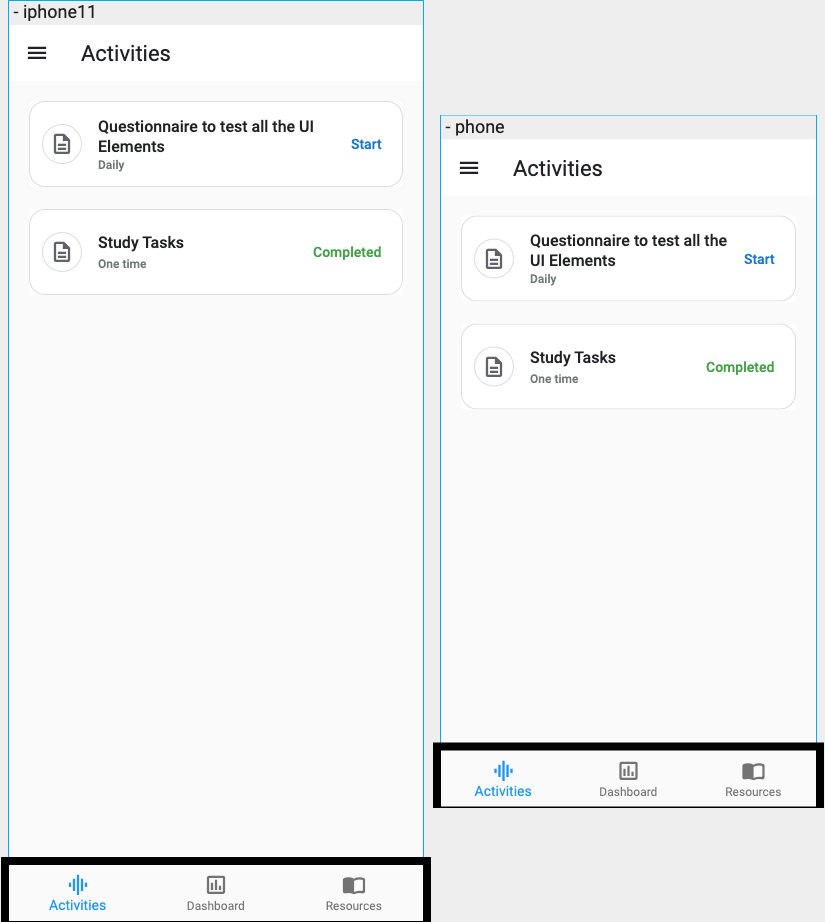 - iphone11
Activities
Questionnaire to test all the UI
Elements
Daily
Start
Study Tasks
One time
Completed
Activities
Dashboard
Resources
- phone
Activities
Questionnaire to test all the
UI Elements
Daily
Start
Study Tasks
One time
Completed
Activities
Dashboard
Resources